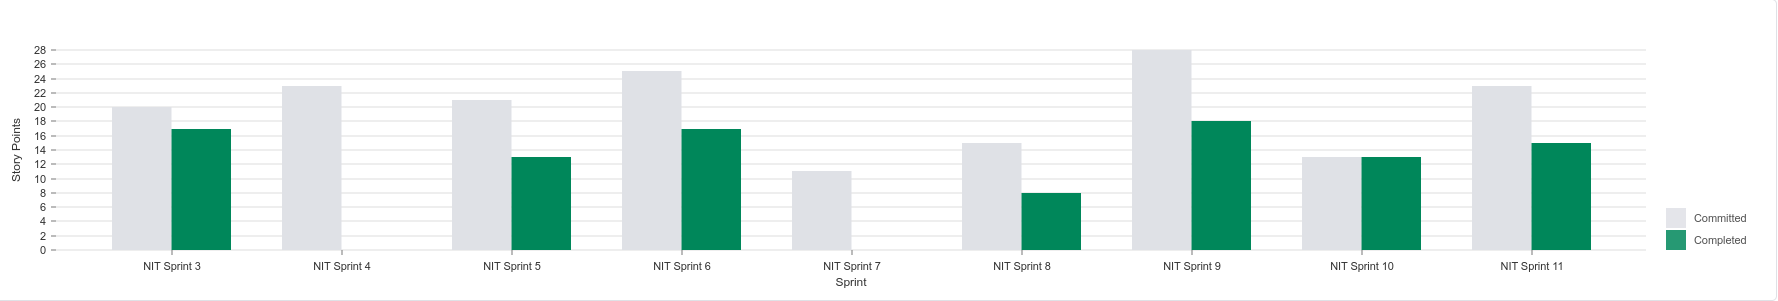 28
26
24
22
20
18
16
14
12
10
8
6
4
2
0
Story Points
NIT Sprint 3
NIT Sprint 4
NIT Sprint 5
NIT Sprint 6
NIT Sprint 7
NIT Sprint 8
NIT Sprint 9
NIT Sprint 10
NIT Sprint 11
Sprint
Committed
Completed